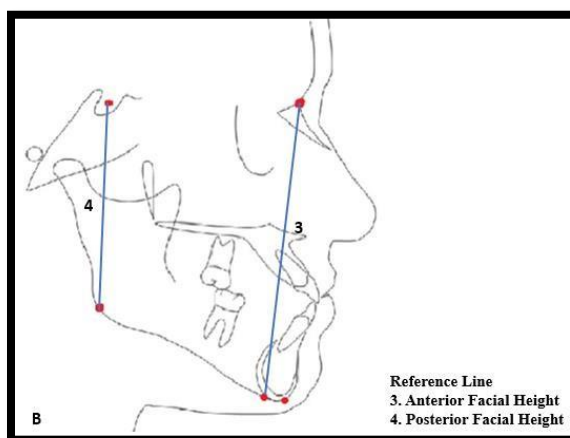 4
3
Reference Line
3. Anterior Facial Height
4. Posterior Facial Height
B